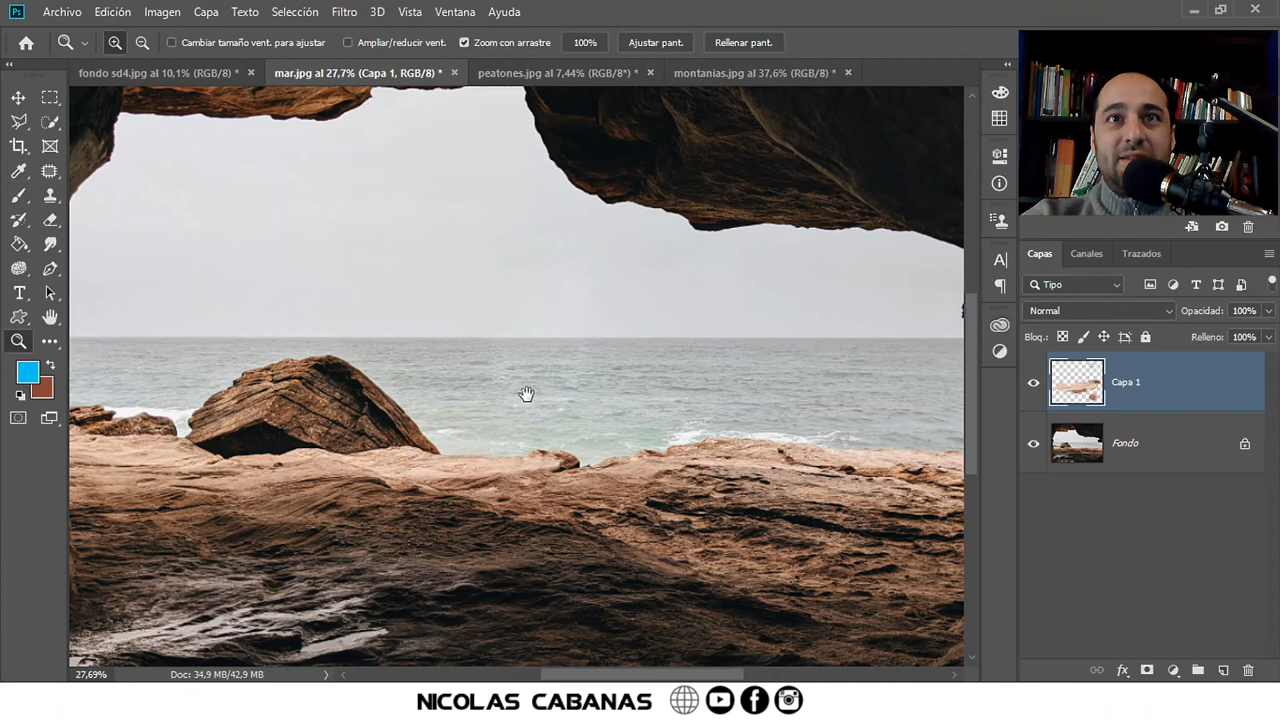 Ps Archivo Edición Imagen Capa Texto Selección Filtro 3D Vista Ventana Ayuda
Cambiar tamaño vent. para ajustar Ampliar/reducir vent. Zoom con arrastre 100% Ajustar pant. Rellenar pant.
fondo sd4.jpg al 10,1% (RGB/8) * mar.jpg al 27,7% (Capa 1, RGB/8) * peatones.jpg al 7,44% (RGB/8*) * montanias.jpg al 37,6% (RGB/8) *
Capas Canales Trazados
Tipo
Normal Opacidad: 100%
Bloq.: Relleno: 100%
Capa 1
Fondo
27,69% Doc: 34,9 MB/42,9 MB
NICOLAS CABANAS